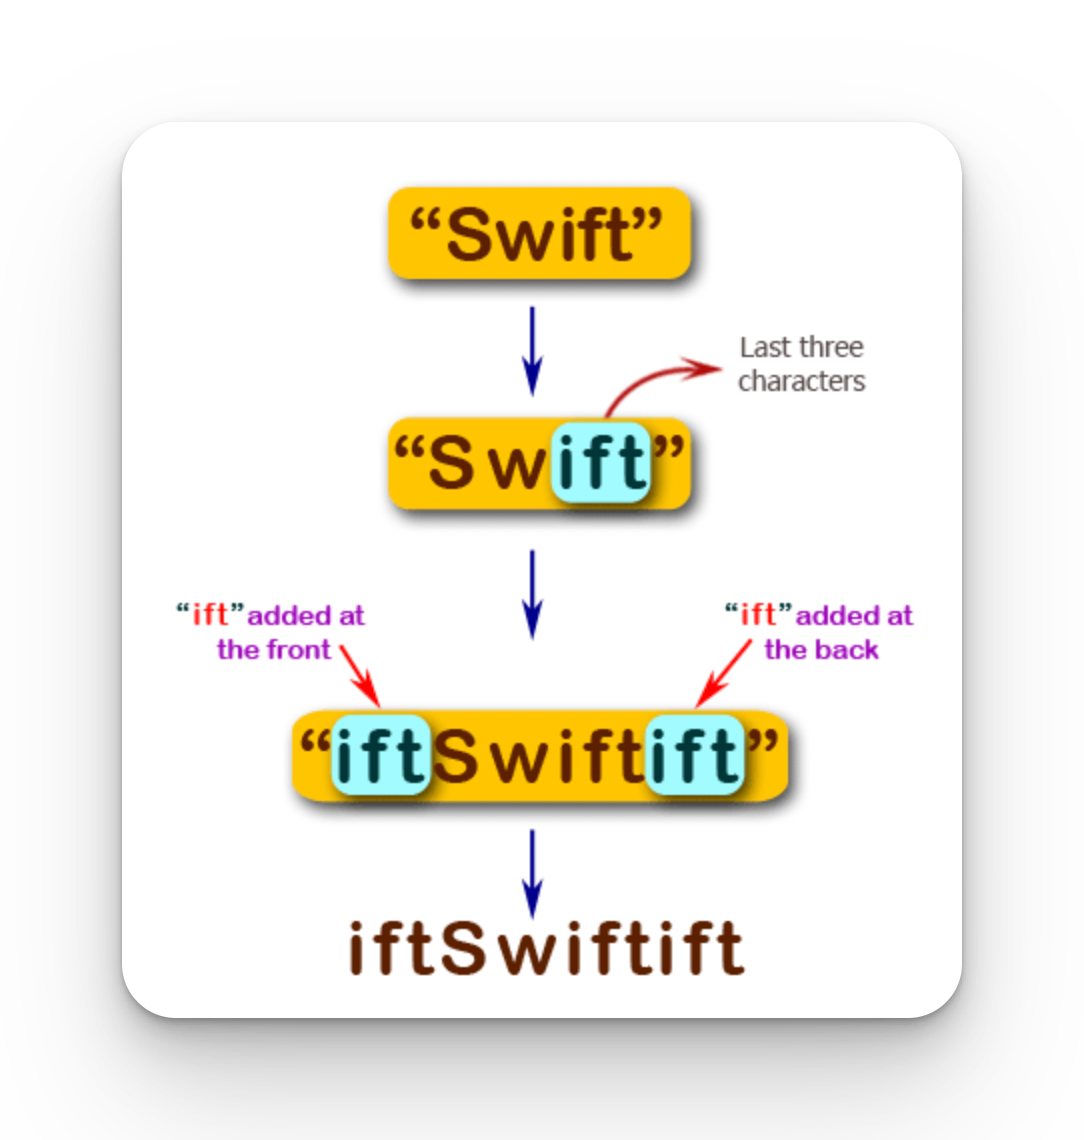 “Swift”
Last three
characters
“Swift”
“ift” added at
the front
“ift” added at
the back
“iftSwiftift”
iftSwiftift